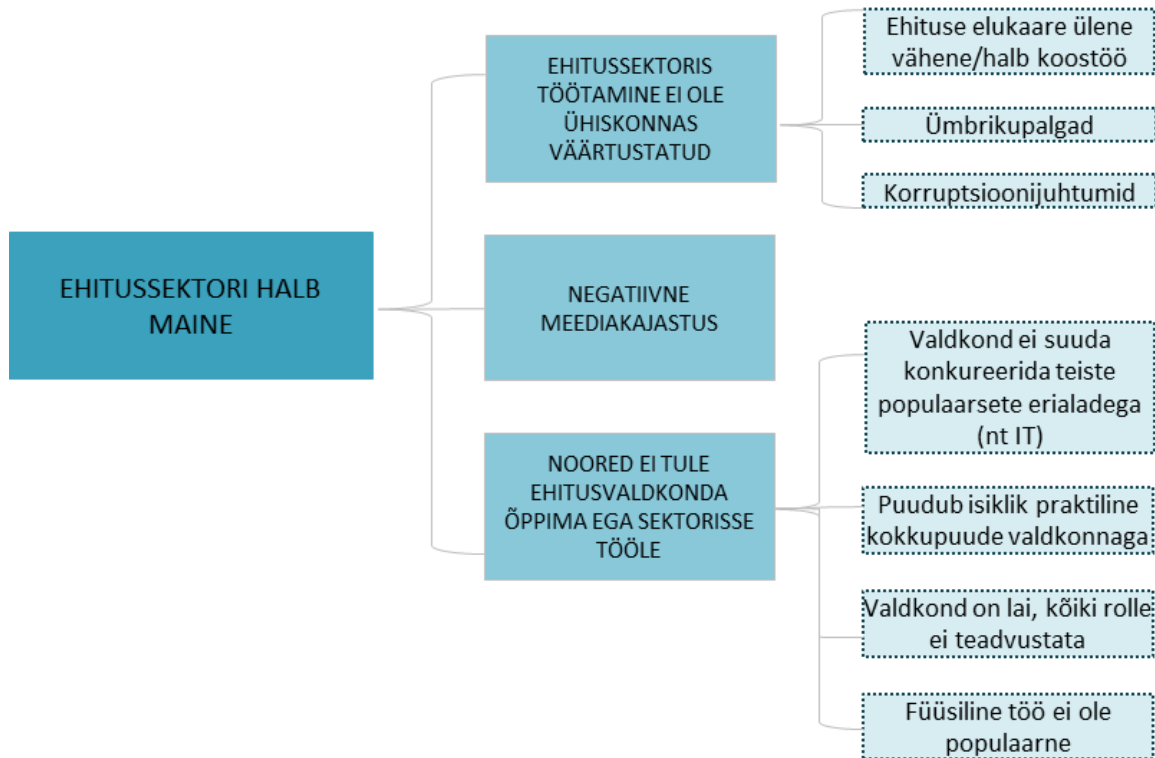 EHITUSSEKTORI HALB
MAINE
EHITUSSEKTORIS
TÖÖTAMINE EI OLE
ÜHISKONNAS
VÄÄRTUSTATUD
Ehituse elukaare ülene
vähene/halb koostöö
Ümbrikupalgad
Korruptsioonijuhtumid
NEGATIIVNE
MEEDIAKAJASTUS
NOORED EI TULE
EHITUSVALDKONDA
ÕPPIMA EGA SEKTORISSE
TÖÖLE
Valdkond ei suuda
konkureerida teiste
populaarsete erialadega
(nt IT)
Puudub isiklik praktiline
kokkupuude valdkonnaga
Valdkond on lai, kõiki rolle
ei teadvustata
Füüsiline töö ei ole
populaarne